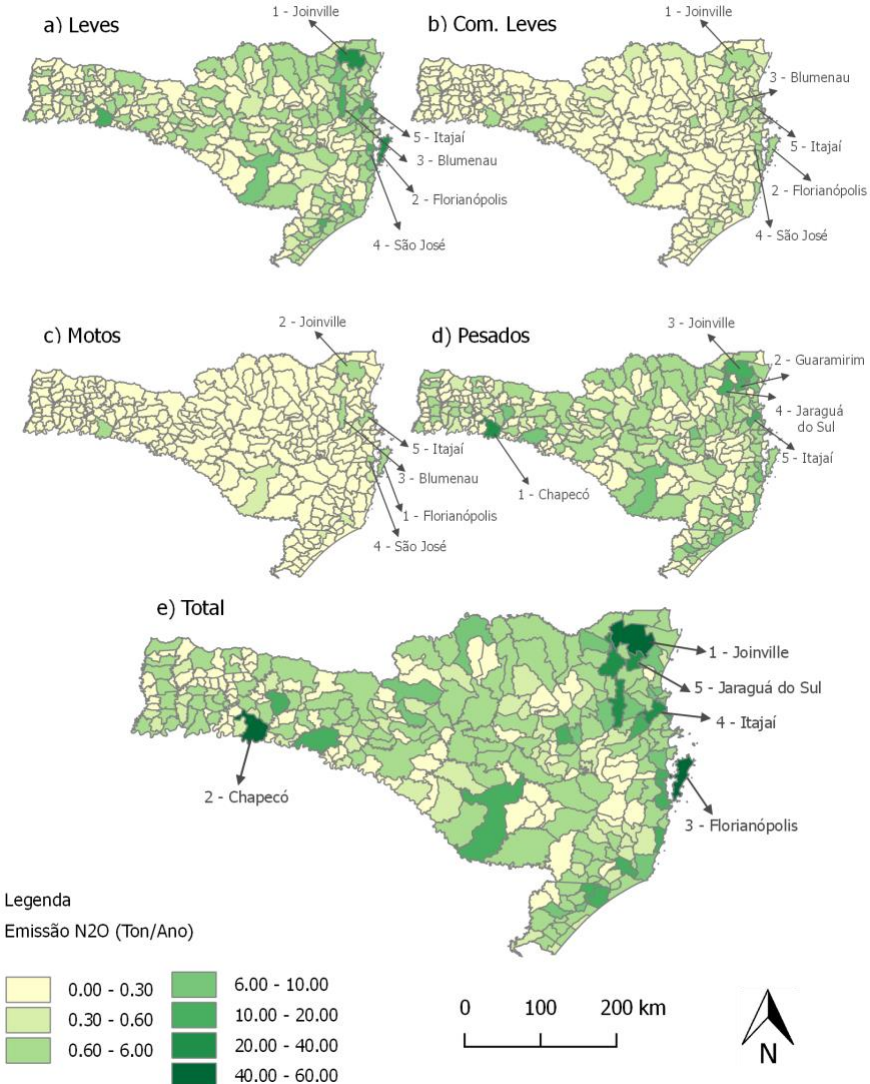 1 - Joinville
a) Leves
5 - Itajaí
3 - Blumenau
2 - Florianópolis
4 - São José
1 - Joinville
b) Com. Leves
3 - Blumenau
5 - Itajaí
2 - Florianópolis
4 - São José
2 - Joinville
c) Motos
5 - Itajaí
3 - Blumenau
1 - Florianópolis
4 - São José
3 - Joinville
d) Pesados
2 - Guaramirim
4 - Jaraguá
do Sul
5 - Itajaí
1 - Chapecó
e) Total
1 - Joinville
5 - Jaraguá do Sul
4 - Itajaí
2 - Chapecó
3 - Florianópolis
Legenda
Emissão N2O (Ton/Ano)
0.00 - 0.30
0.30 - 0.60
0.60 - 6.00
6.00 - 10.00
10.00 - 20.00
20.00 - 40.00
40.00 - 60.00
0 100 200 km
N